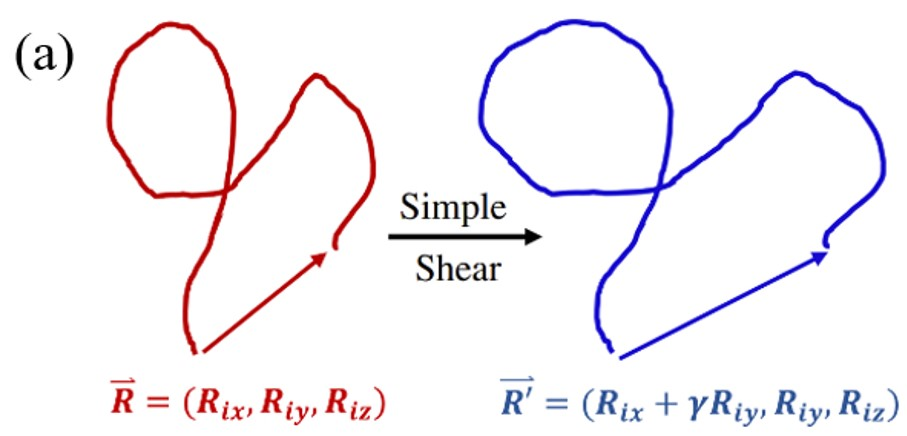 (a)
Simple
Shear
R⃗ = (R_ix, R_iy, R_iz)
R′⃗ = (R_ix + γR_iy, R_iy, R_iz)